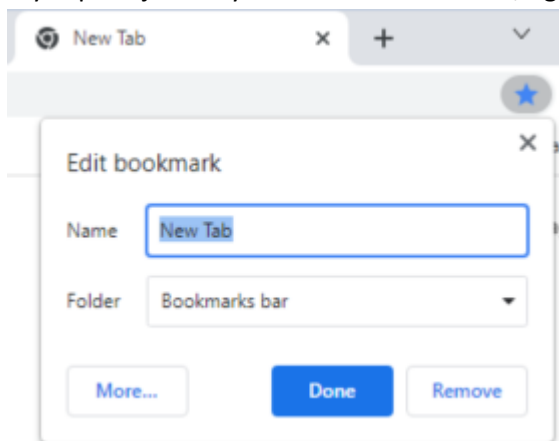 New Tab
Edit bookmark
Name New Tab
Folder Bookmarks bar
More... Done Remove